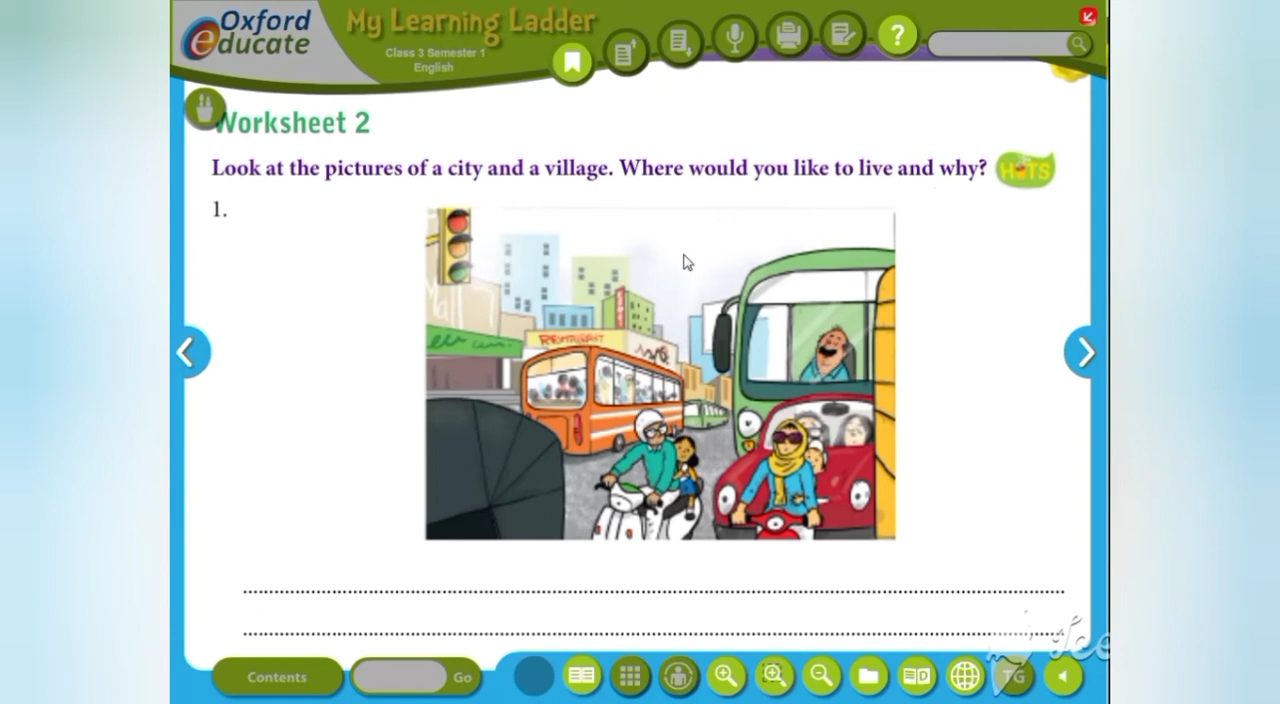 Oxford
educate
My Learning Ladder
Class 3 Semester 1
English
?
Worksheet 2
Look at the pictures of a city and a village. Where would you like to live and why?
HOTS
1.
Mall
RESTAURANT
Contents
Go
D
TG